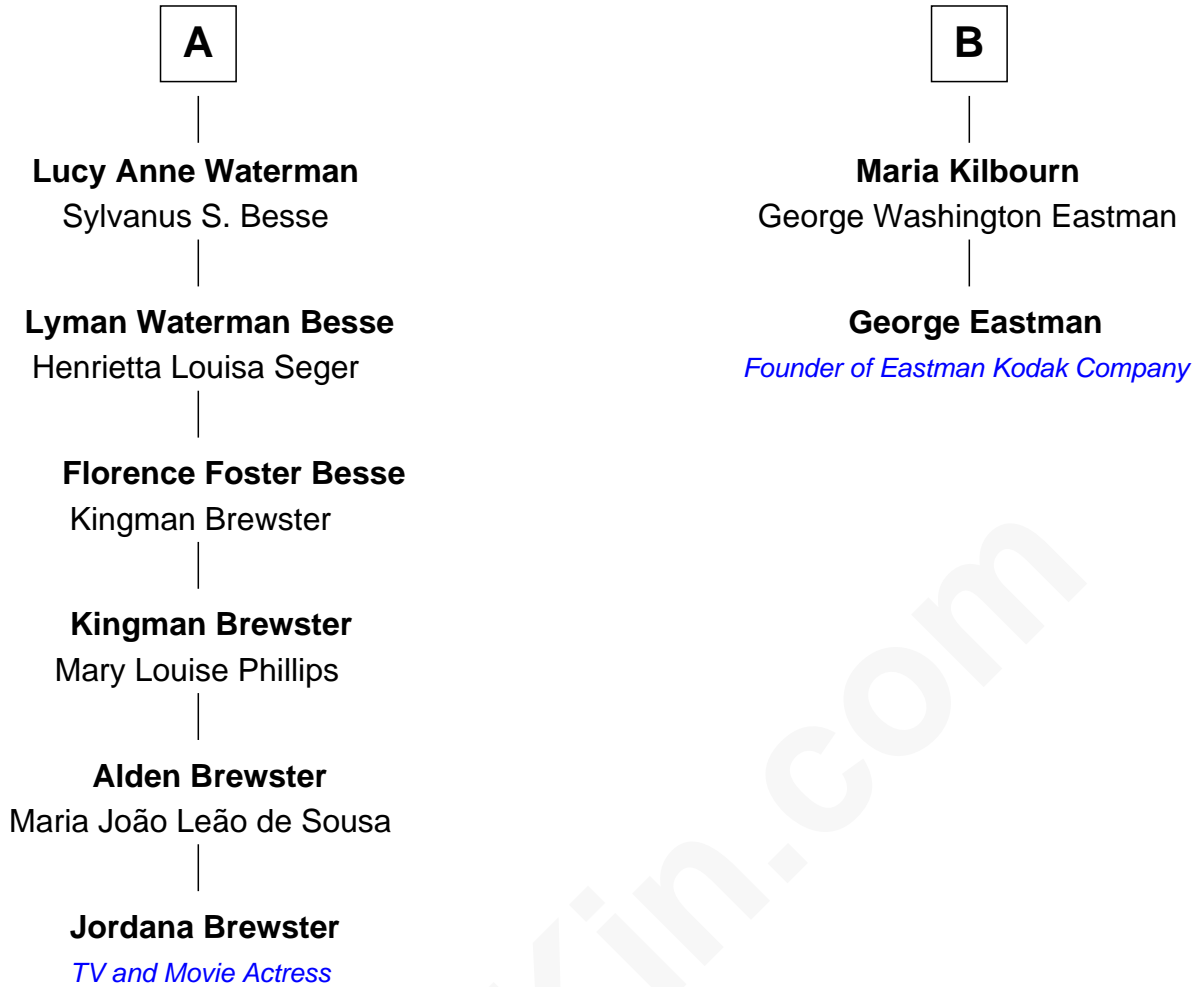 A
Lucy Anne Waterman
Sylvanus S. Besse
Lyman Waterman Besse
Henrietta Louisa Seger
Florence Foster Besse
Kingman Brewster
Kingman Brewster
Mary Louise Phillips
Alden Brewster
Maria João Leão de Sousa
Jordana Brewster
TV and Movie Actress
B
Maria Kilbourn
George Washington Eastman
George Eastman
Founder of Eastman Kodak Company
Kin.com